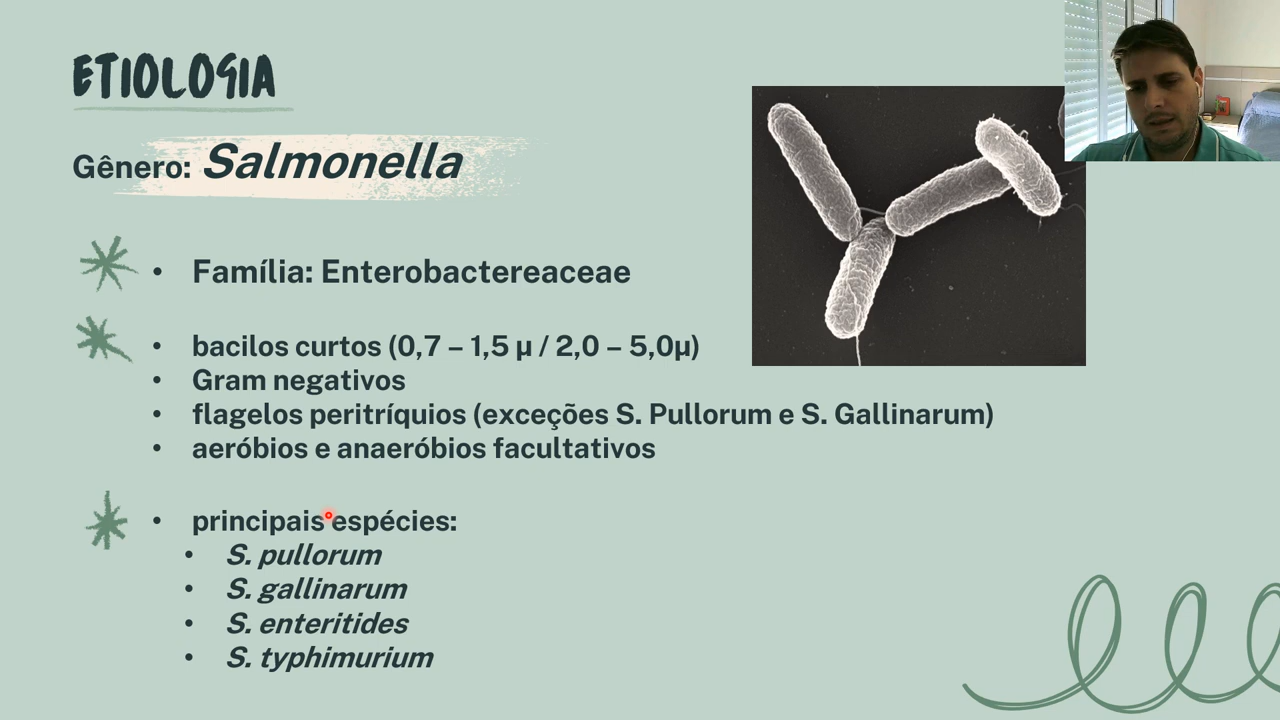 ETIOLOGIA
Gênero: Salmonella
• Família: Enterobactereaceae
• bacilos curtos (0,7 – 1,5 µ / 2,0 – 5,0µ)
• Gram negativos
• flagelos peritríquios (exceções S. Pullorum e S. Gallinarum)
• aeróbios e anaeróbios facultativos
• principais espécies:
• S. pullorum
• S. gallinarum
• S. enteritides
• S. typhimurium